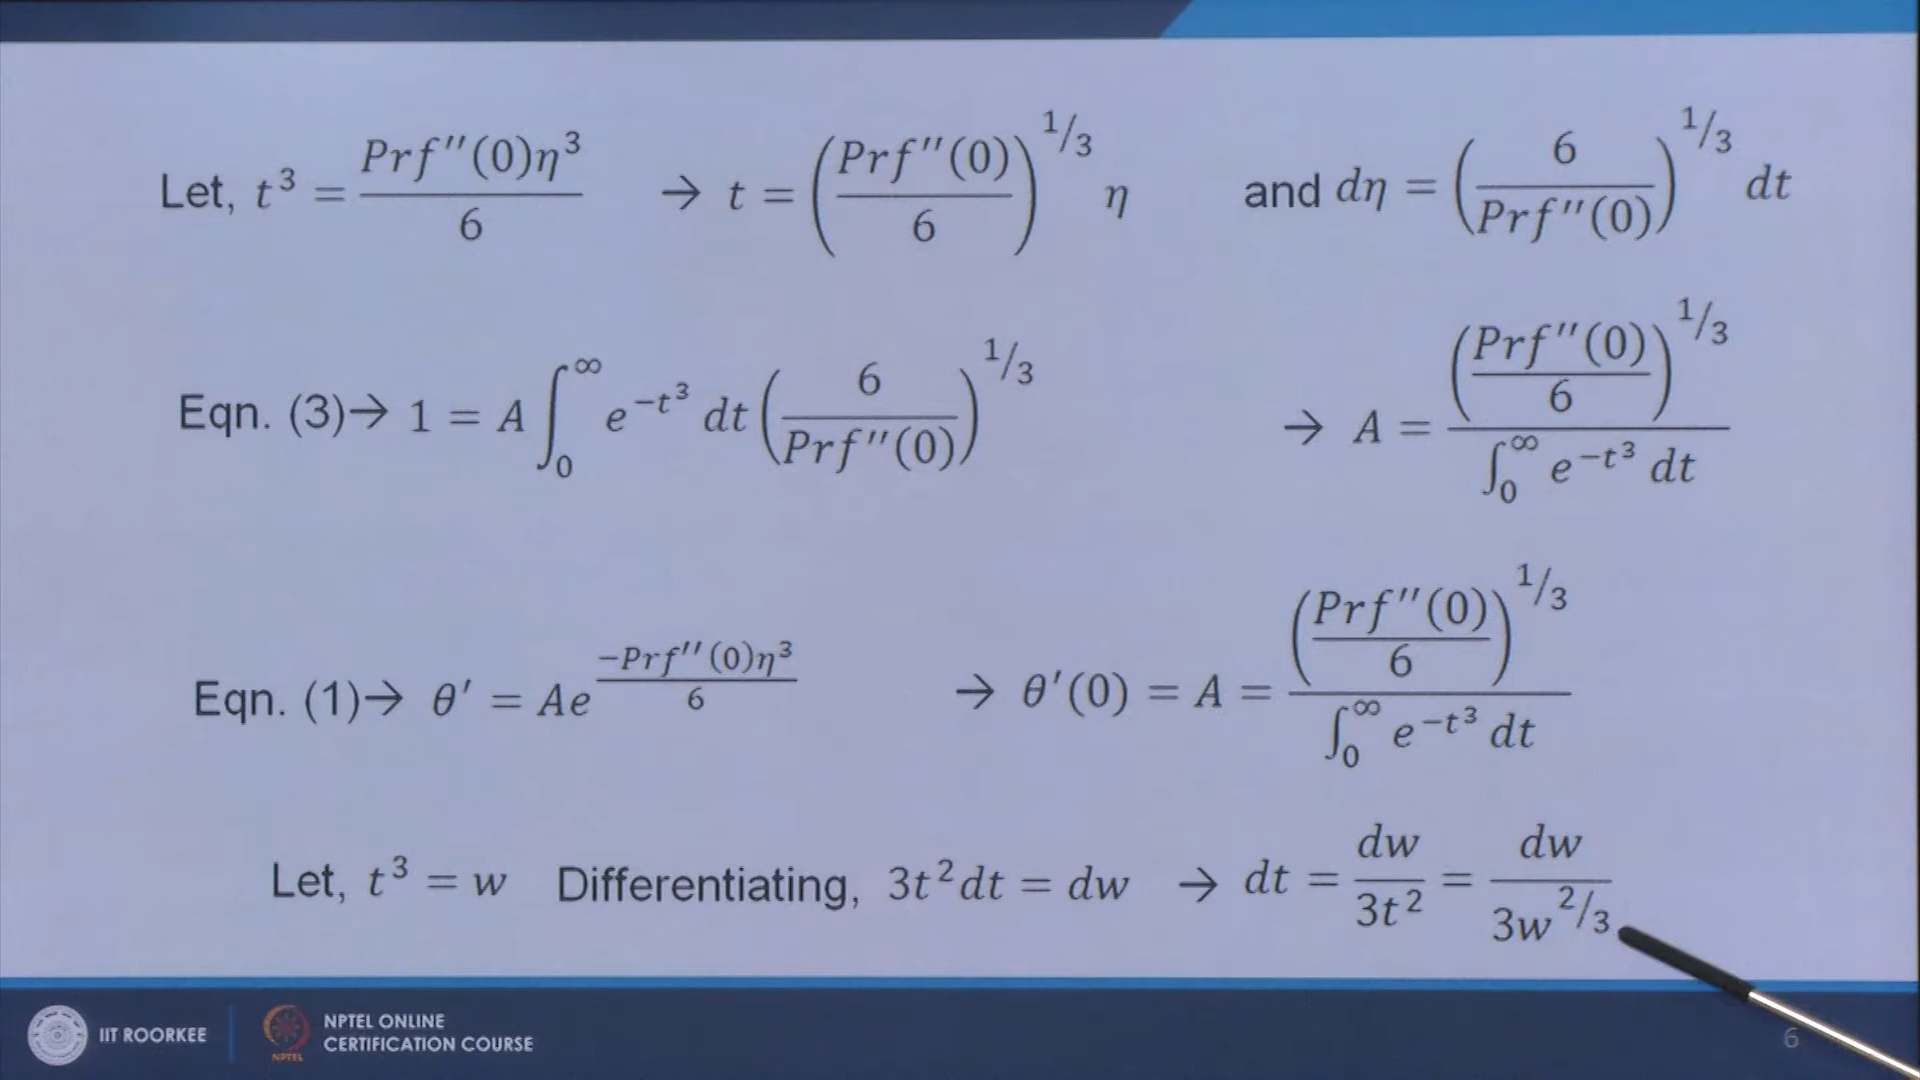 Let, t³ = Prf′′(0)η³ / 6 → t = (Prf′′(0) / 6)^1/3 η and dη = (6 / Prf′′(0))^1/3 dt
Eqn. (3)→ 1 = A ∫₀^∞ e^−t³ dt (6 / Prf′′(0))^1/3 → A = (Prf′′(0) / 6)^1/3 / ∫₀^∞ e^−t³ dt
Eqn. (1)→ θ′ = Ae^(−Prf′′(0)η³ / 6) → θ′(0) = A = (Prf′′(0) / 6)^1/3 / ∫₀^∞ e^−t³ dt
Let, t³ = w Differentiating, 3t²dt = dw → dt = dw / 3t² = dw / 3w^2/3
IIT ROORKEE
NPTEL
NPTEL ONLINE
CERTIFICATION COURSE
6